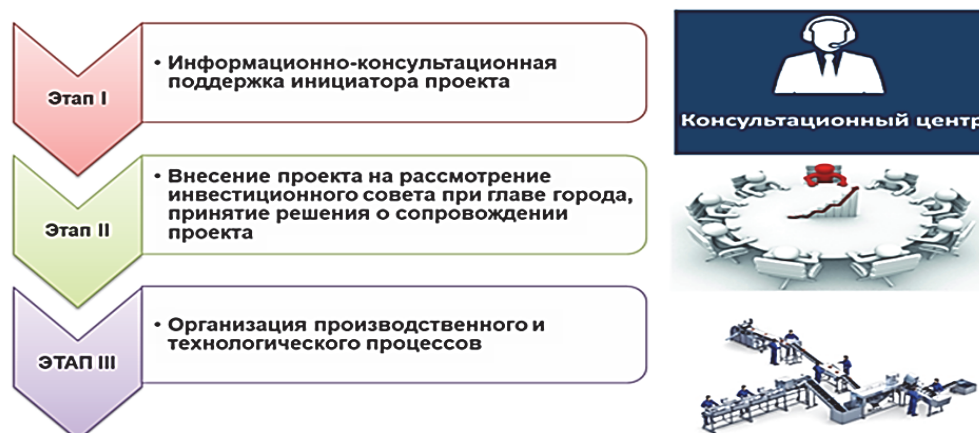 Этап I
• Информационно-консультационная
поддержка инициатора проекта
Консультационный центр
Этап II
• Внесение проекта на рассмотрение
инвестиционного совета при главе города,
принятие решения о сопровождении
проекта
ЭТАП III
• Организация производственного и
технологического процессов